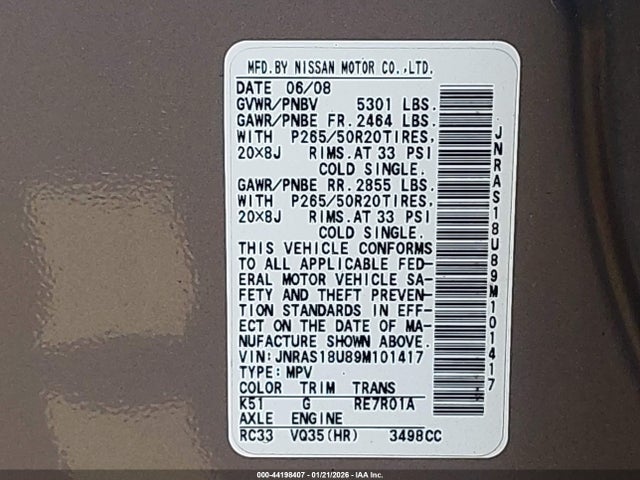 MFD.BY NISSAN MOTOR CO.,LTD.
DATE 06/08
GVWR/PNBV 5301 LBS.
GAWR/PNBE FR. 2464 LBS.
WITH P265/50R20TIRES,
20×8J RIMS.AT 33 PSI
COLD SINGLE.
GAWR/PNBE RR. 2855 LBS.
WITH P265/50R20TIRES,
20×8J RIMS.AT 33 PSI
COLD SINGLE.
THIS VEHICLE CONFORMS
TO ALL APPLICABLE FED-
ERAL MOTOR VEHICLE SA-
FETY AND THEFT PREVEN-
TION STANDARDS IN EFF-
ECT ON THE DATE OF MA-
NUFACTURE SHOWN ABOVE.
VIN:JNRAS18U89M101417
TYPE:MPV
COLOR TRIM TRANS
K51 G RE7R01A
AXLE ENGINE
RC33 VQ35(HR) 3498CC
JNRAS18U89M101417
000-44198407 - 01/21/2026 - IAA Inc.